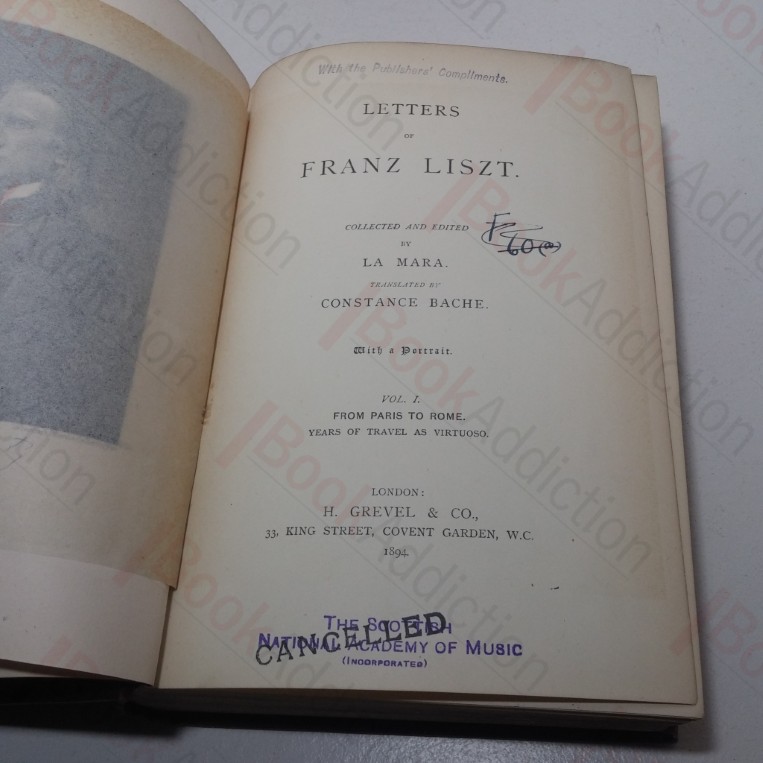 With the Publishers' Compliments.
LETTERS
OF
FRANZ LISZT.
COLLECTED AND EDITED
BY
LA MARA.
TRANSLATED BY
CONSTANCE BACHE.
With a Portrait.
VOL. I.
FROM PARIS TO ROME.
YEARS OF TRAVEL AS VIRTUOSO.
LONDON:
H. GREVEL & CO.,
33, KING STREET, COVENT GARDEN, W.C.
1894.
THE SCOTTISH
NATIONAL ACADEMY OF MUSIC
(INCORPORATED)
CANCELLED
BookAddiction